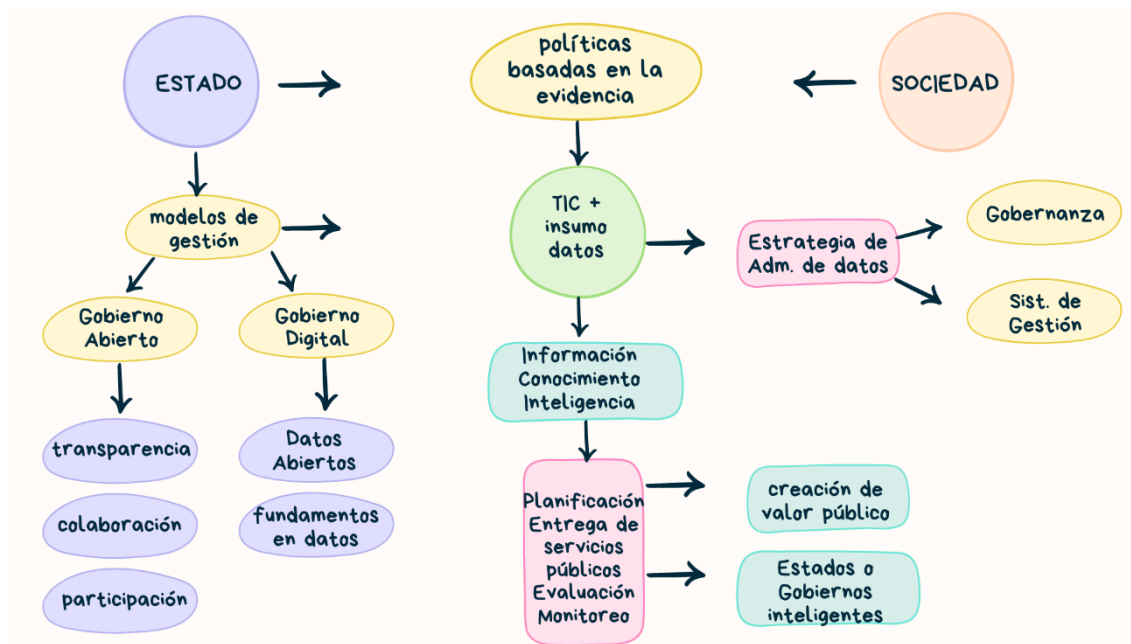 ESTADO
políticas
basadas en la
evidencia
SOCIEDAD
modelos de
gestión
TIC +
insumo
datos
Estrategia de
Adm. de datos
Gobernanza
Sist. de
Gestión
Gobierno
Abierto
Gobierno
Digital
Información
Conocimiento
Inteligencia
transparencia
colaboración
participación
Datos
Abiertos
fundamentos
en datos
Planificación
Entrega de
servicios
públicos
Evaluación
Monitoreo
creación de
valor público
Estados o
Gobiernos
inteligentes